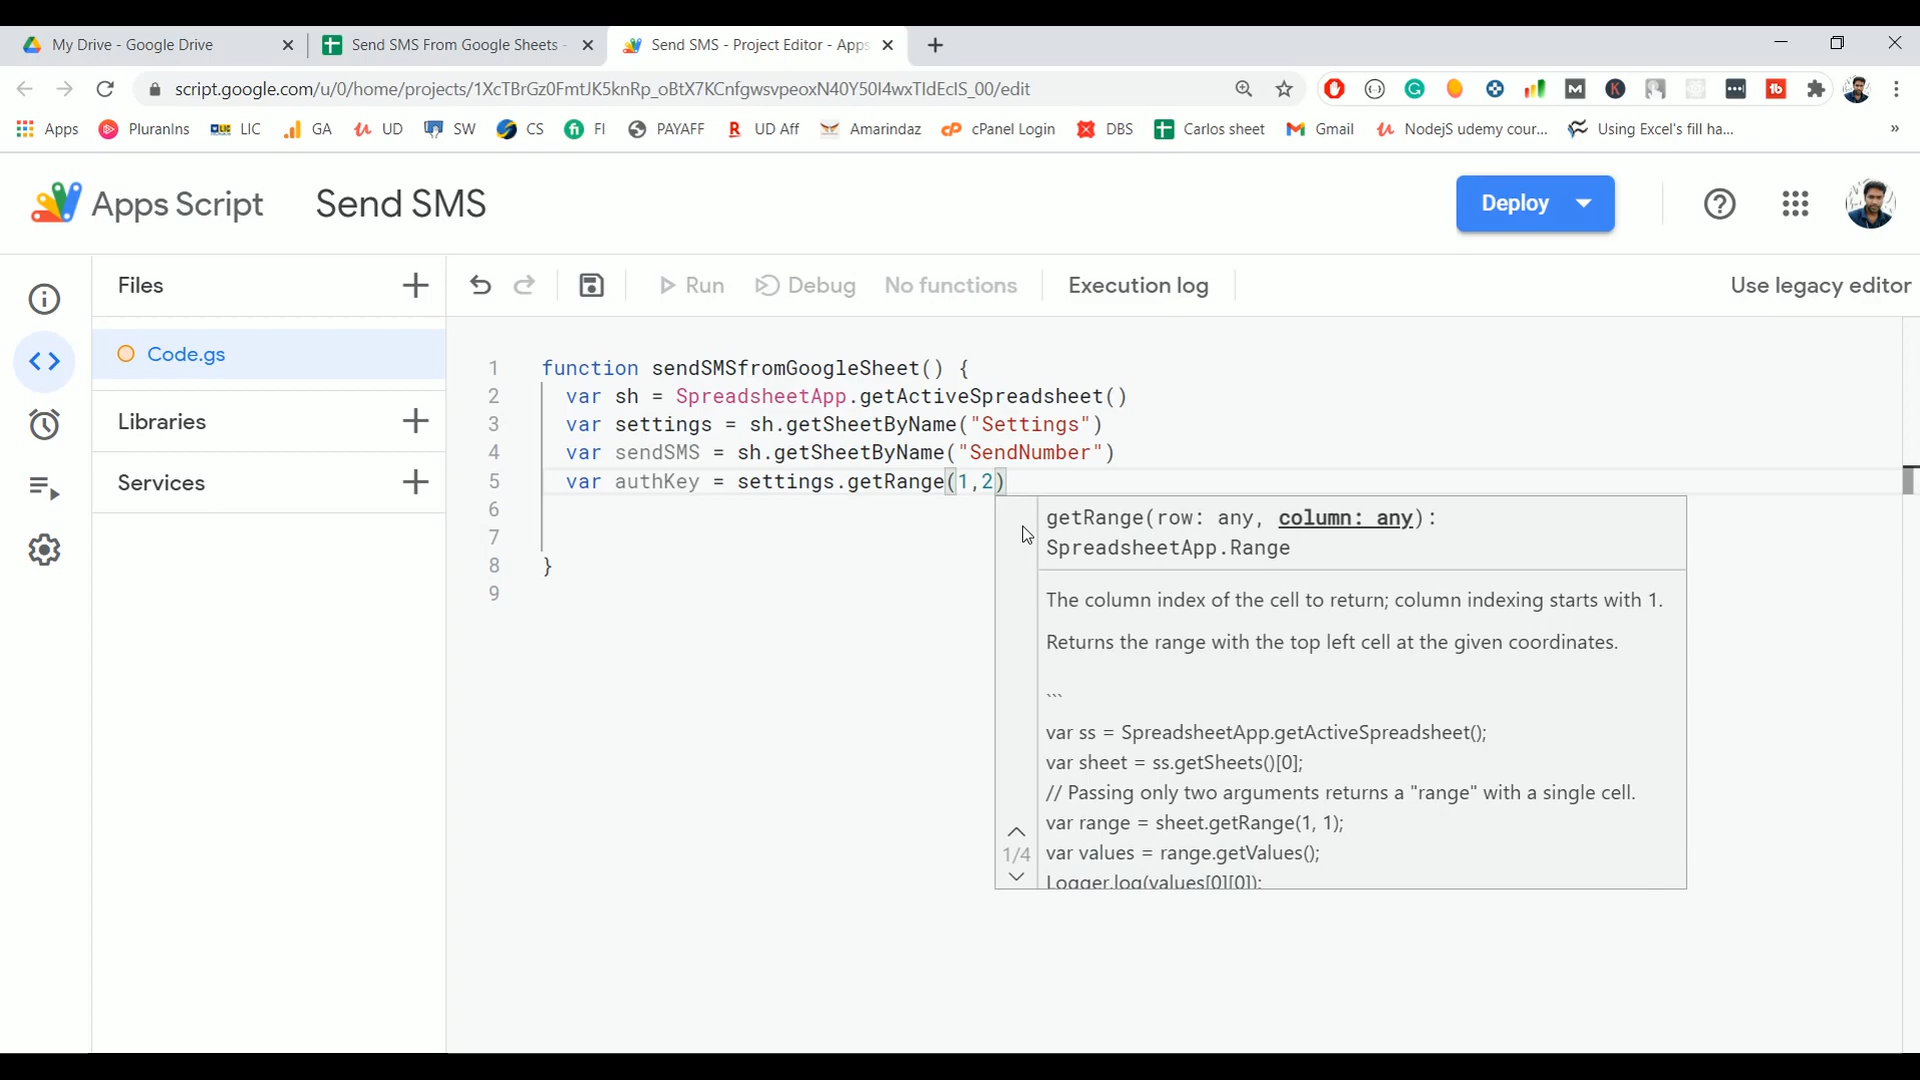 My Drive - Google Drive
Send SMS From Google Sheets -
Send SMS - Project Editor - Apps
script.google.com/u/0/home/projects/1XcTBrGz0FmtJK5knRp_oBtX7KCnfgwsvpeoxN40Y50I4wxTIdEcIS_00/edit
Apps PluranIns LIC GA UD SW CS FI PAYAFF UD Aff Amarindaz cPanel Login DBS Carlos sheet Gmail NodejS udemy cour... Using Excel's fill ha... »
Apps Script Send SMS Deploy
Files Run Debug No functions Execution log Use legacy editor
Code.gs
Libraries
Services
1 function sendSMSfromGoogleSheet() {
2 var sh = SpreadsheetApp.getActiveSpreadsheet()
3 var settings = sh.getSheetByName("Settings")
4 var sendSMS = sh.getSheetByName("SendNumber")
5 var authKey = settings.getRange(1,2)
6
7
8 }
9
getRange(row: any, column: any):
SpreadsheetApp.Range
The column index of the cell to return; column indexing starts with 1.
Returns the range with the top left cell at the given coordinates.
```
var ss = SpreadsheetApp.getActiveSpreadsheet();
var sheet = ss.getSheets()[0];
// Passing only two arguments returns a "range" with a single cell.
var range = sheet.getRange(1, 1);
1/4
var values = range.getValues();
Logger.log(values[0][0]);